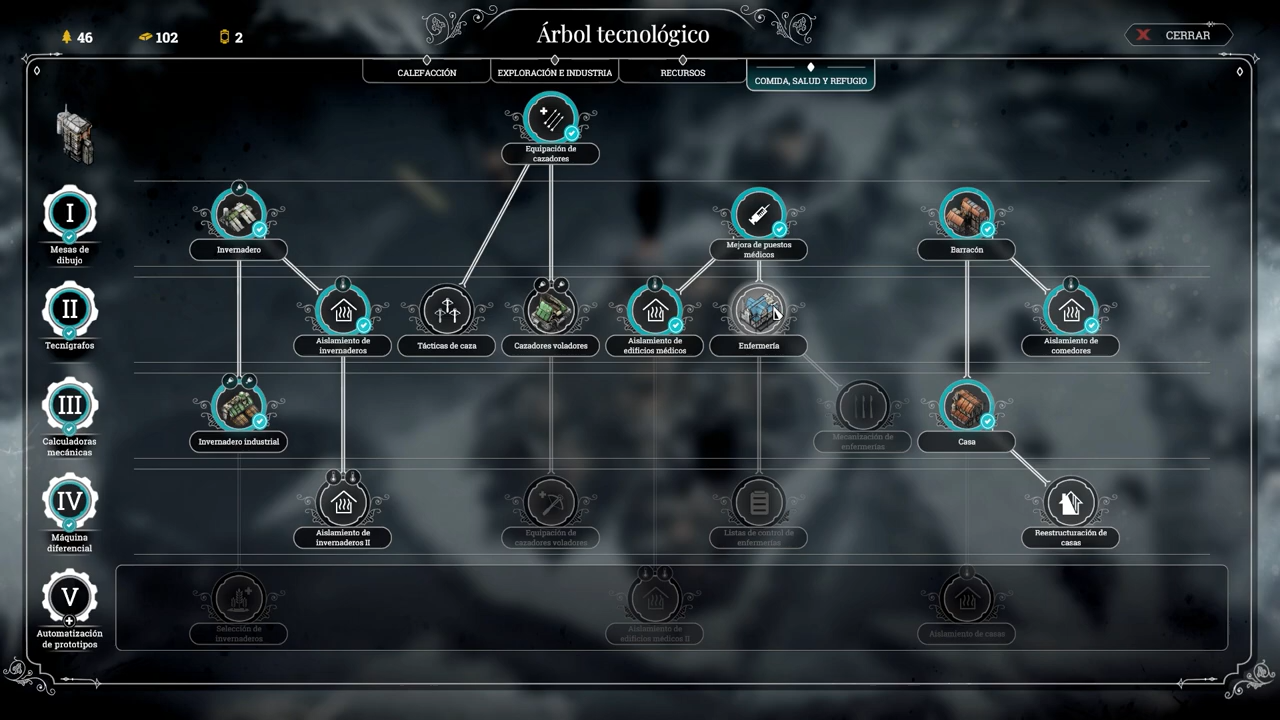 46
102
2
Árbol tecnológico
CERRAR
CALEFACCIÓN
EXPLORACIÓN E INDUSTRIA
RECURSOS
COMIDA, SALUD Y REFUGIO
Equipación de
cazadores
I
Mesas de
dibujo
Invernadero
Mejora de puestos
médicos
Barracón
II
Tecnígrafos
Aislamiento de
invernaderos
Tácticas de caza
Cazadores voladores
Aislamiento de
edificios médicos
Enfermería
Aislamiento de
comedores
III
Calculadoras
mecánicas
Invernadero industrial
Mecanización de
enfermerías
Casa
IV
Máquina
diferencial
Aislamiento de
invernaderos II
Equipación de
cazadores voladores
Listas de control de
enfermerías
Reestructuración de
casas
V
Automatización
de prototipos
Selección de
invernaderos
Aislamiento de
edificios médicos II
Aislamiento de casas